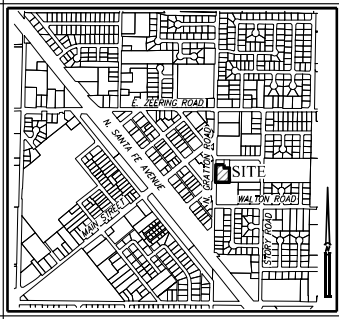 E. ZEERING ROAD
N. SANTA FE AVENUE
N. GRATTON ROAD
SITE
WALTON ROAD
MAIN STREET
STORY ROAD